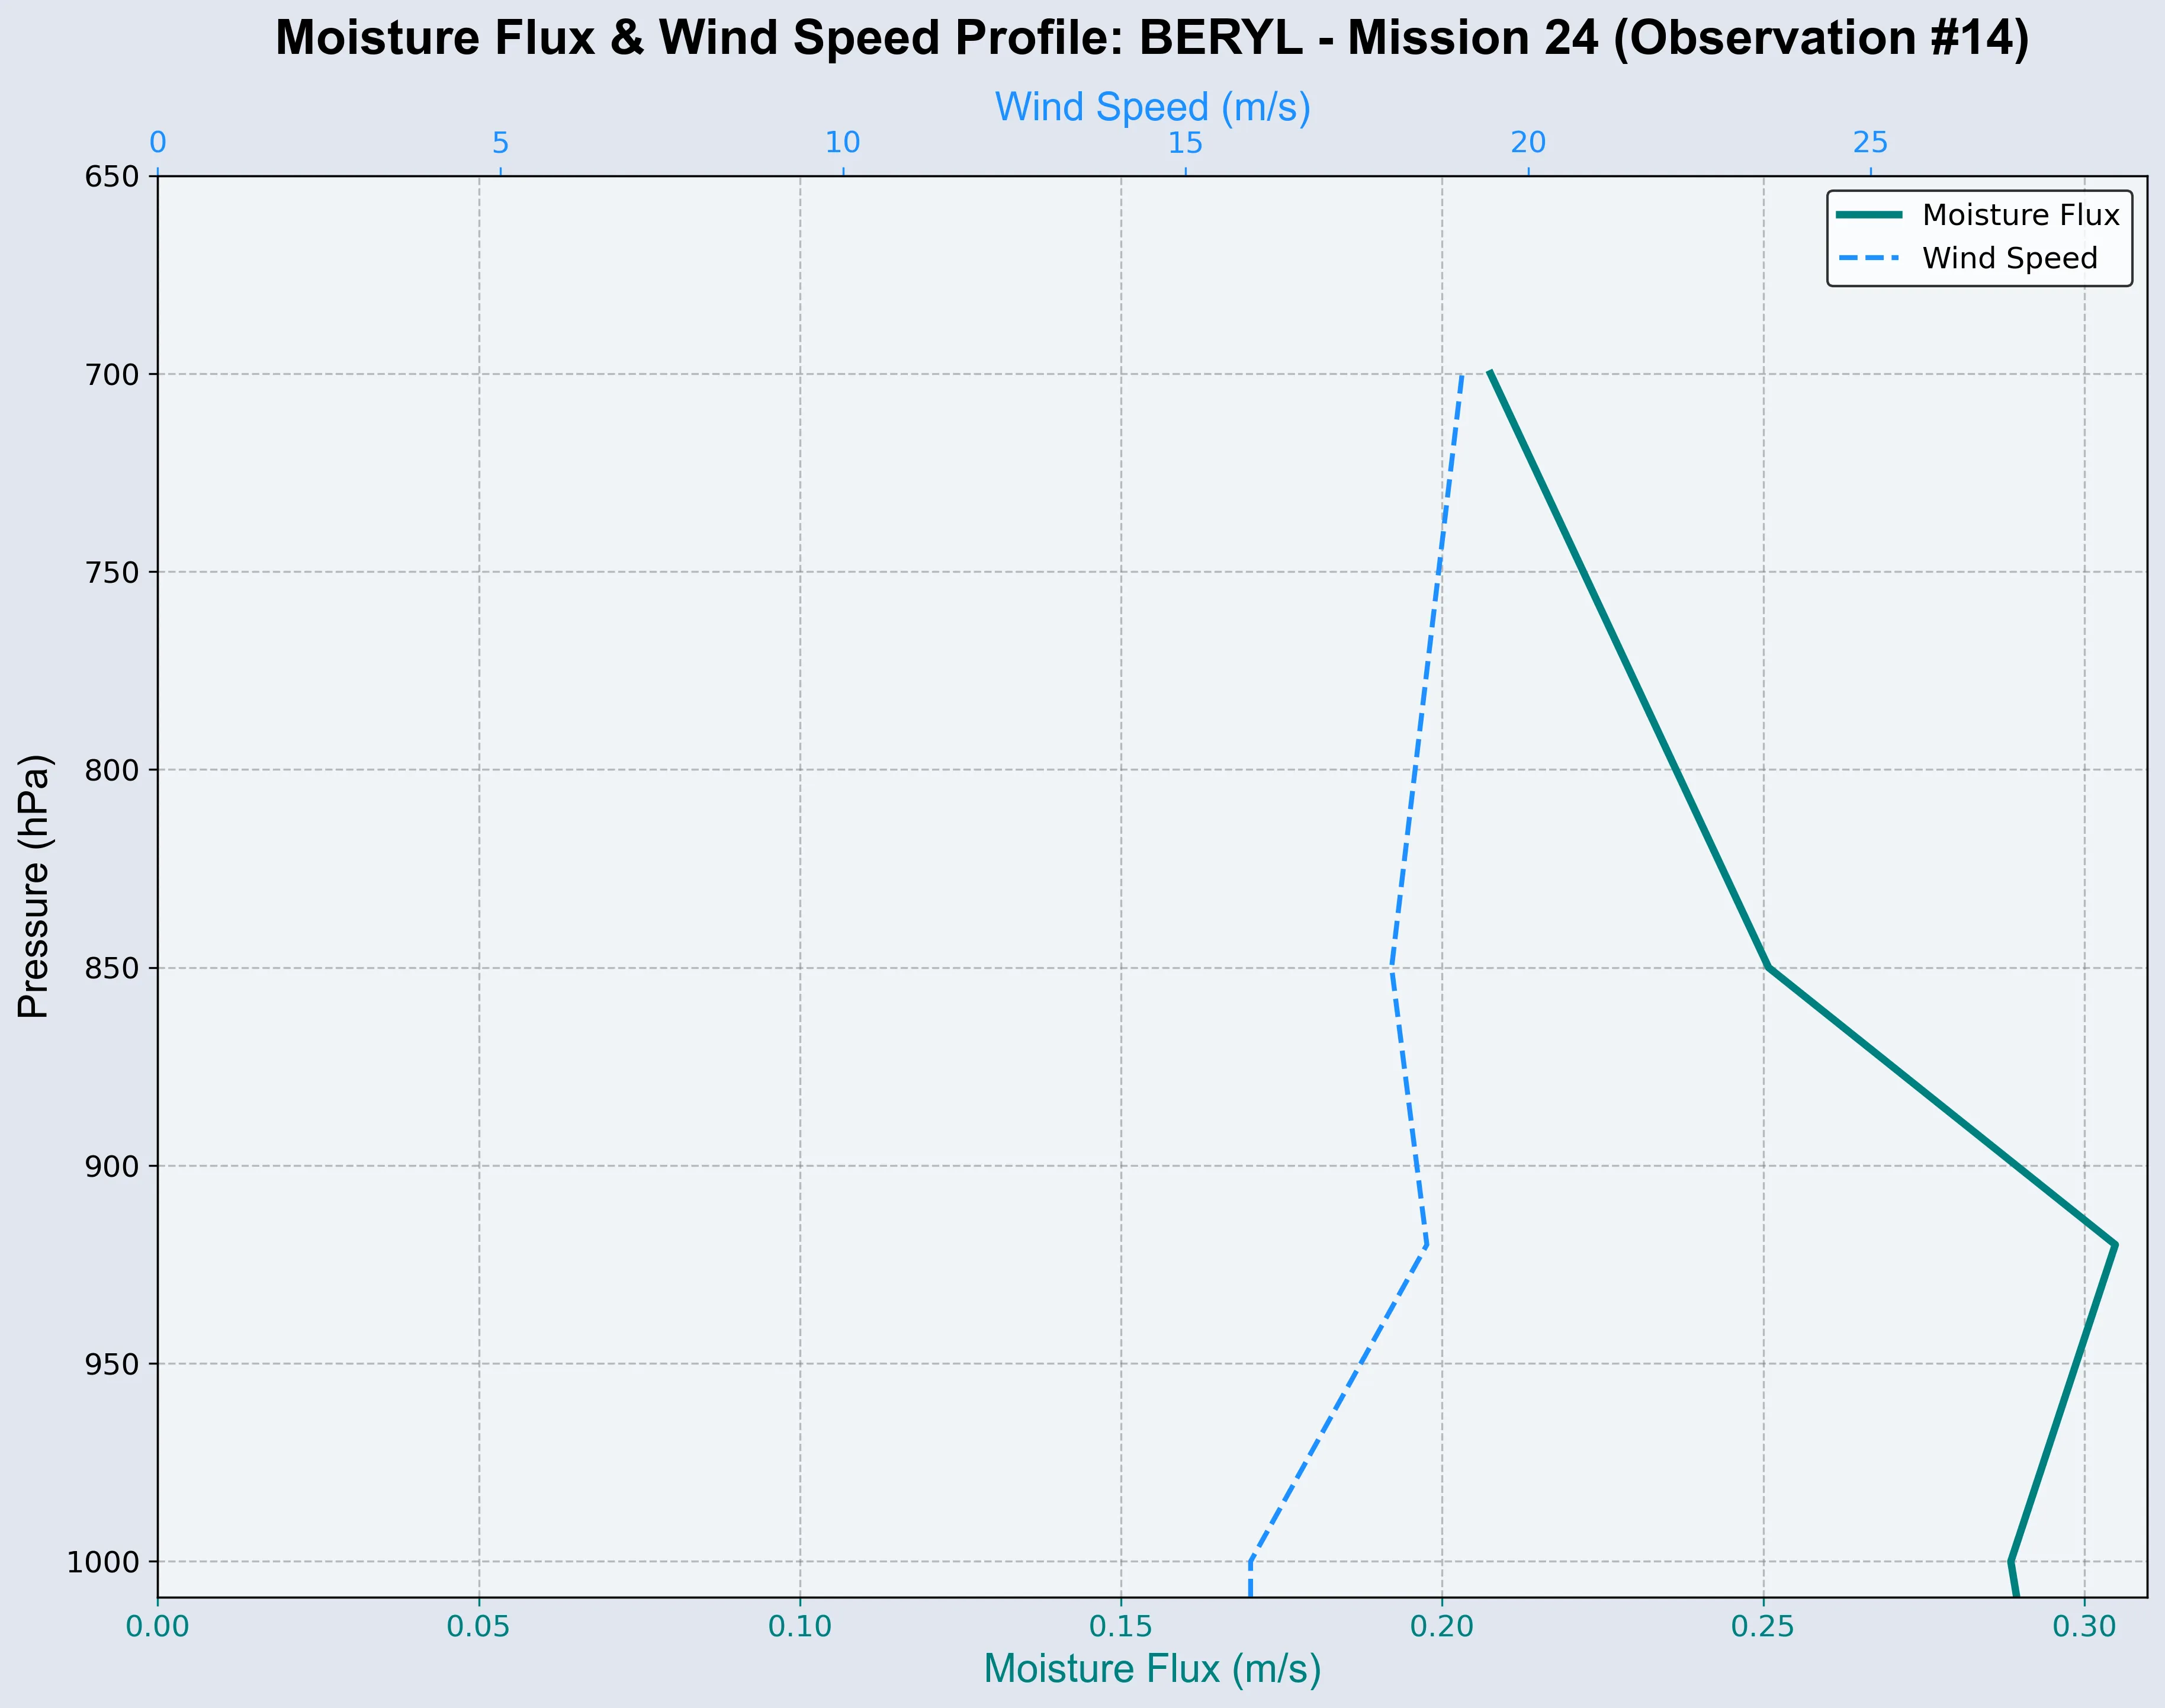 Moisture Flux & Wind Speed Profile: BERYL - Mission 24 (Observation #14)
Wind Speed (m/s)
0 5 10 15 20 25
Moisture Flux
Wind Speed
Pressure (hPa)
650
700
750
800
850
900
950
1000
0.00 0.05 0.10 0.15 0.20 0.25 0.30
Moisture Flux (m/s)